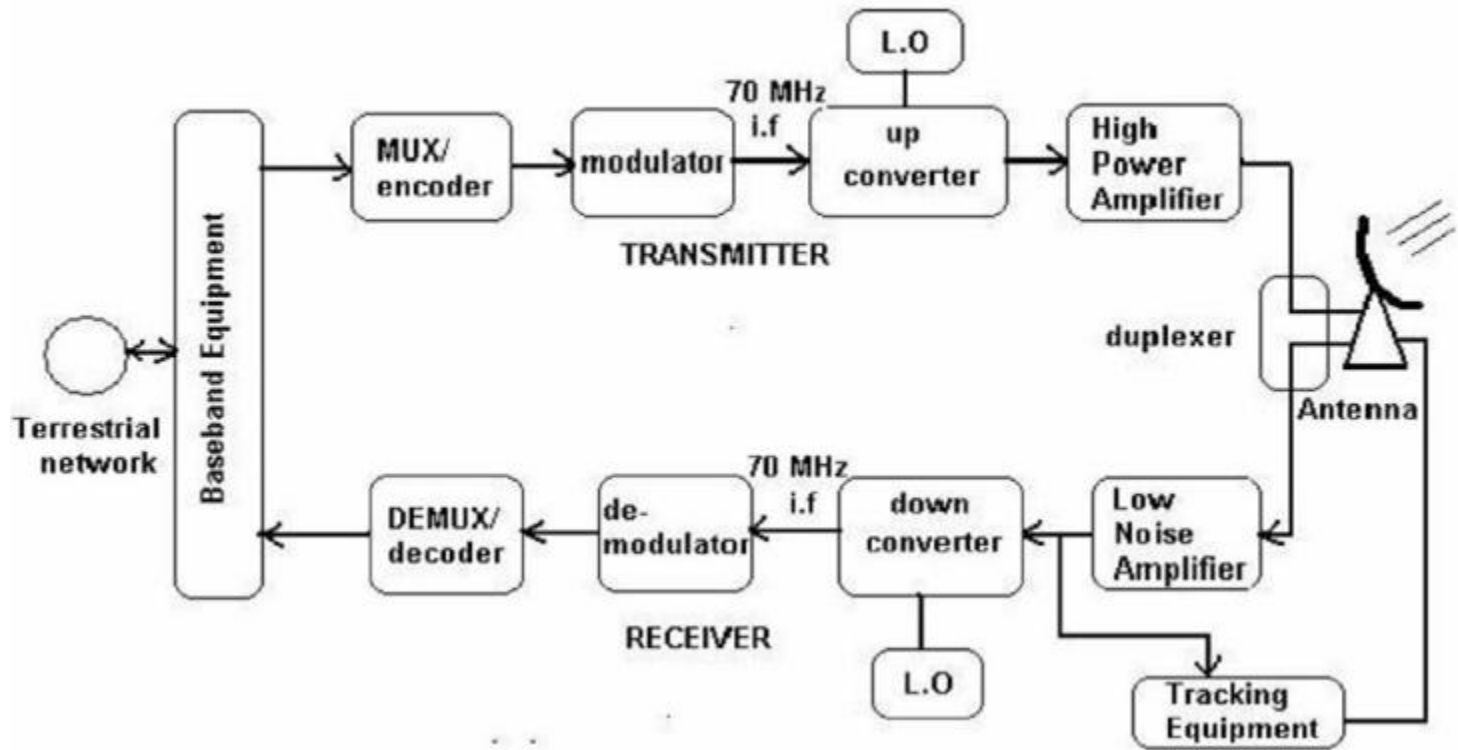 L.O
70 MHz
i.f
MUX/
encoder
modulator
up
converter
High
Power
Amplifier
TRANSMITTER
Baseband Equipment
duplexer
Antenna
Terrestrial
network
70 MHz
i.f
DEMUX/
decoder
de-
modulator
down
converter
Low
Noise
Amplifier
RECEIVER
L.O
Tracking
Equipment